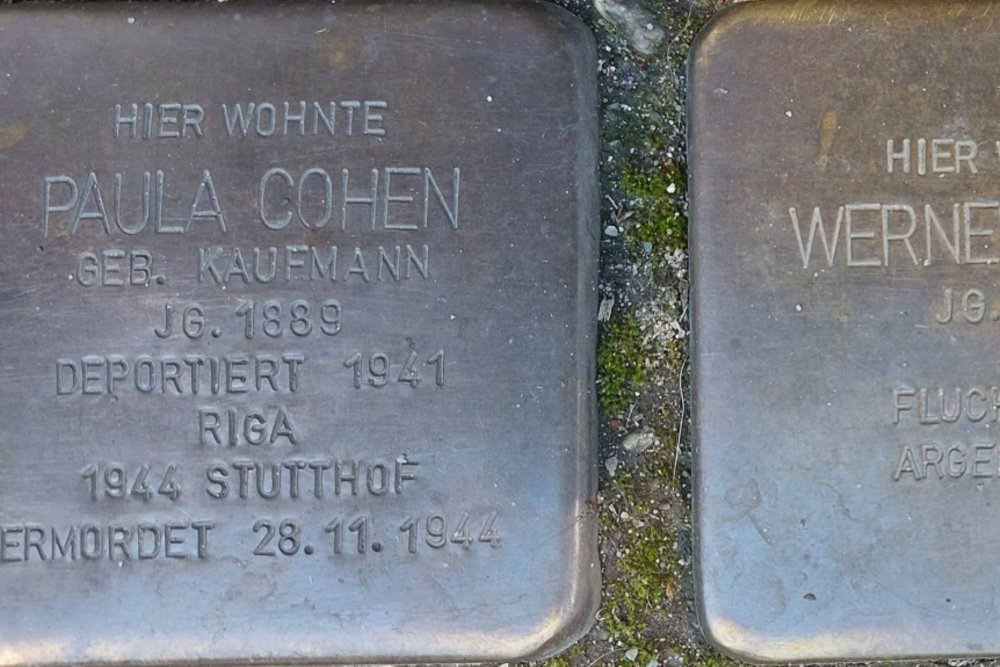 HIER WOHNTE
PAULA COHEN
GEB. KAUFMANN
JG. 1889
DEPORTIERT 1941
RIGA
1944 STUTTHOF
ERMORDET 28.11.1944
HIER
WERNE
JG.
FLUCH
ARGE